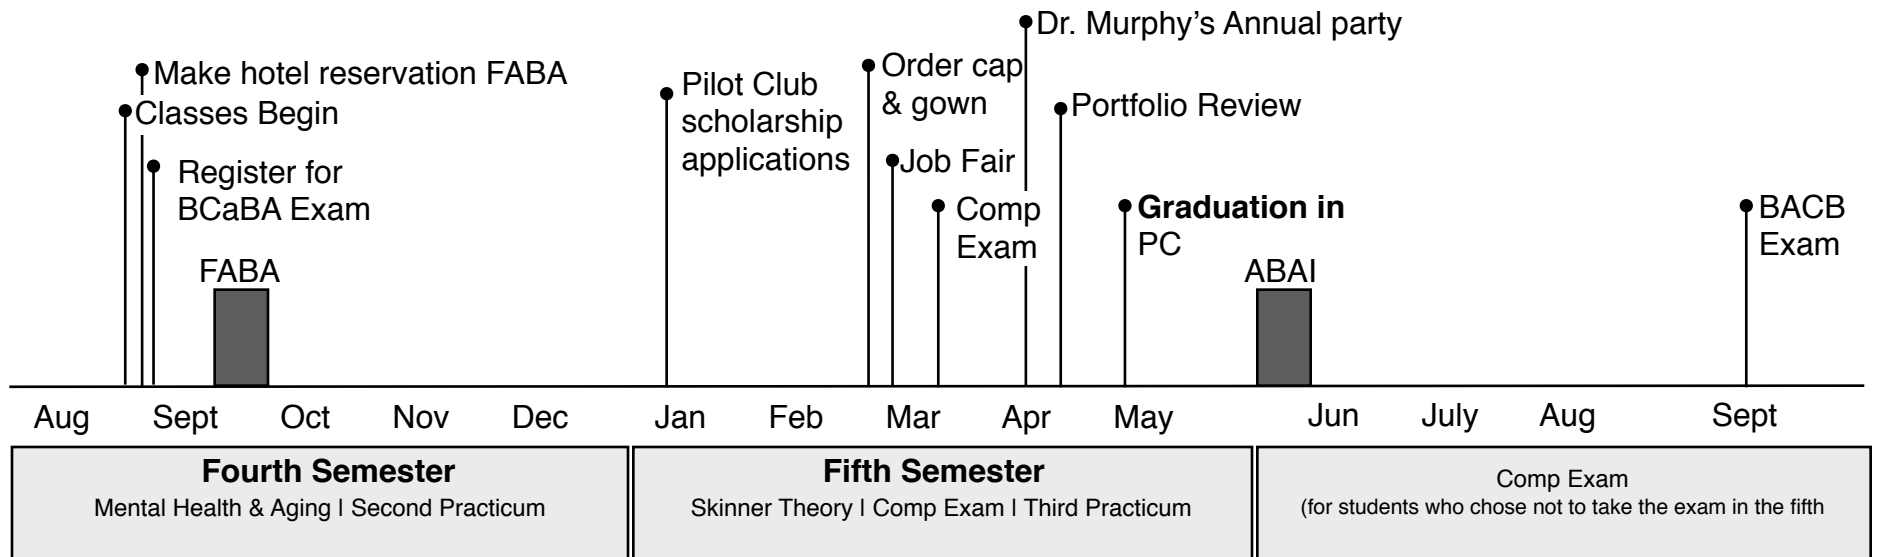 Dr. Murphy’s Annual party
Make hotel reservation FABA
Classes Begin
Register for
BCaBA Exam
FABA
Pilot Club
scholarship
applications
Order cap
& gown
Job Fair
Comp
Exam
Portfolio Review
Graduation in
PC
ABAI
BACB
Exam
Aug Sept Oct Nov Dec Jan Feb Mar Apr May Jun July Aug Sept
Fourth Semester
Mental Health & Aging | Second Practicum
Fifth Semester
Skinner Theory | Comp Exam | Third Practicum
Comp Exam
(for students who chose not to take the exam in the fifth